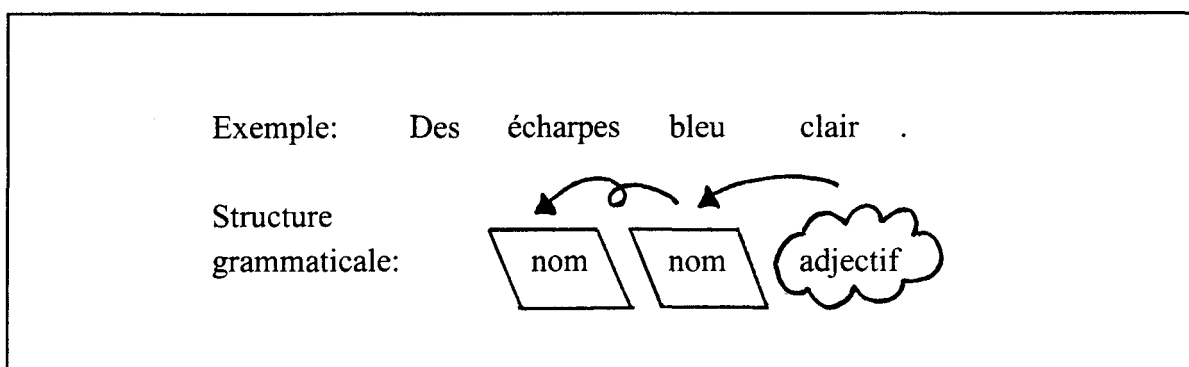 Exemple: Des écharpes bleu clair .
Structure
grammaticale: nom nom adjectif